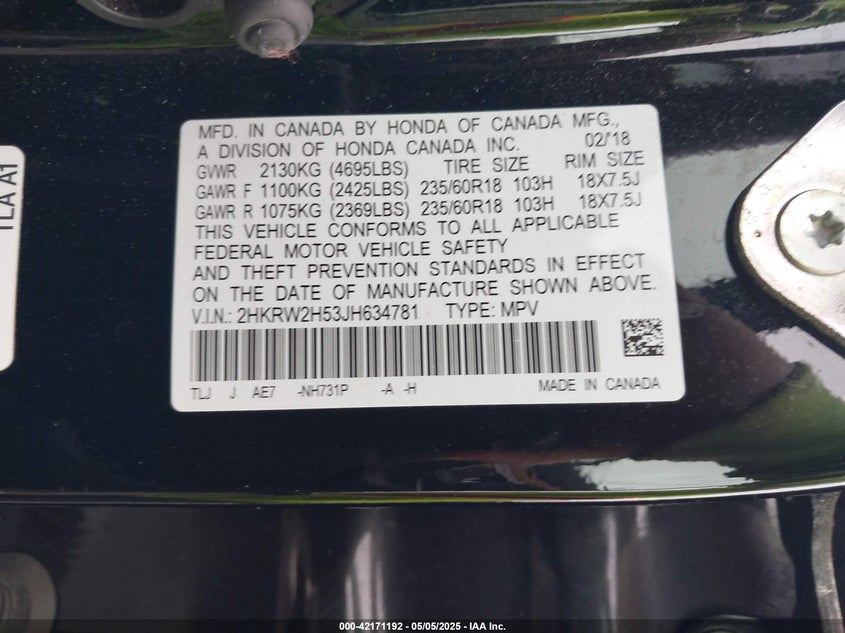 TLA A1
MFD. IN CANADA BY HONDA OF CANADA MFG.,
A DIVISION OF HONDA CANADA INC. 02/'18
GVWR 2130KG (4695LBS) TIRE SIZE RIM SIZE
GAWR F 1100KG (2425LBS) 235/60R18 103H 18X7.5J
GAWR R 1075KG (2369LBS) 235/60R18 103H 18X7.5J
THIS VEHICLE CONFORMS TO ALL APPLICABLE
FEDERAL MOTOR VEHICLE SAFETY
AND THEFT PREVENTION STANDARDS IN EFFECT
ON THE DATE OF MANUFACTURE SHOWN ABOVE.
V.I.N.: 2HKRW2H53JH634781 TYPE: MPV
TLJ J AE7 -NH731P -A -H MADE IN CANADA
000-42171192 - 05/05/2025 - IAA Inc.